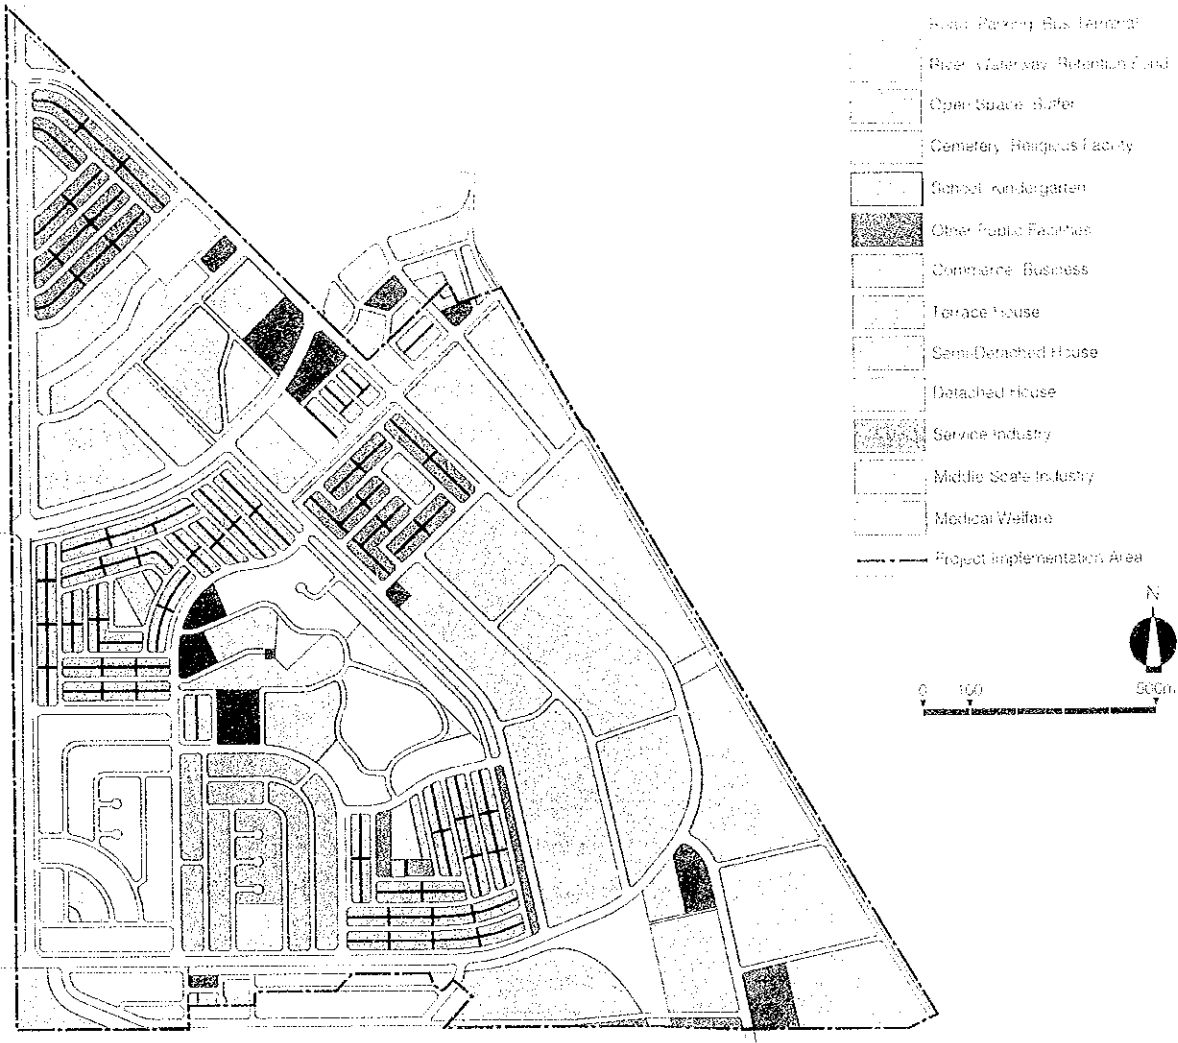 Road Parking Bus Terminal
River Waterway Retention Pond
Open Space Buffer
Cemetery Religious Facility
School Kindergarten
Other Public Facilities
Commerce Business
Terrace House
Semi-Detached House
Detached House
Service Industry
Middle Scale Industry
Medical Welfare
Project Implementation Area
N
0 100 500m